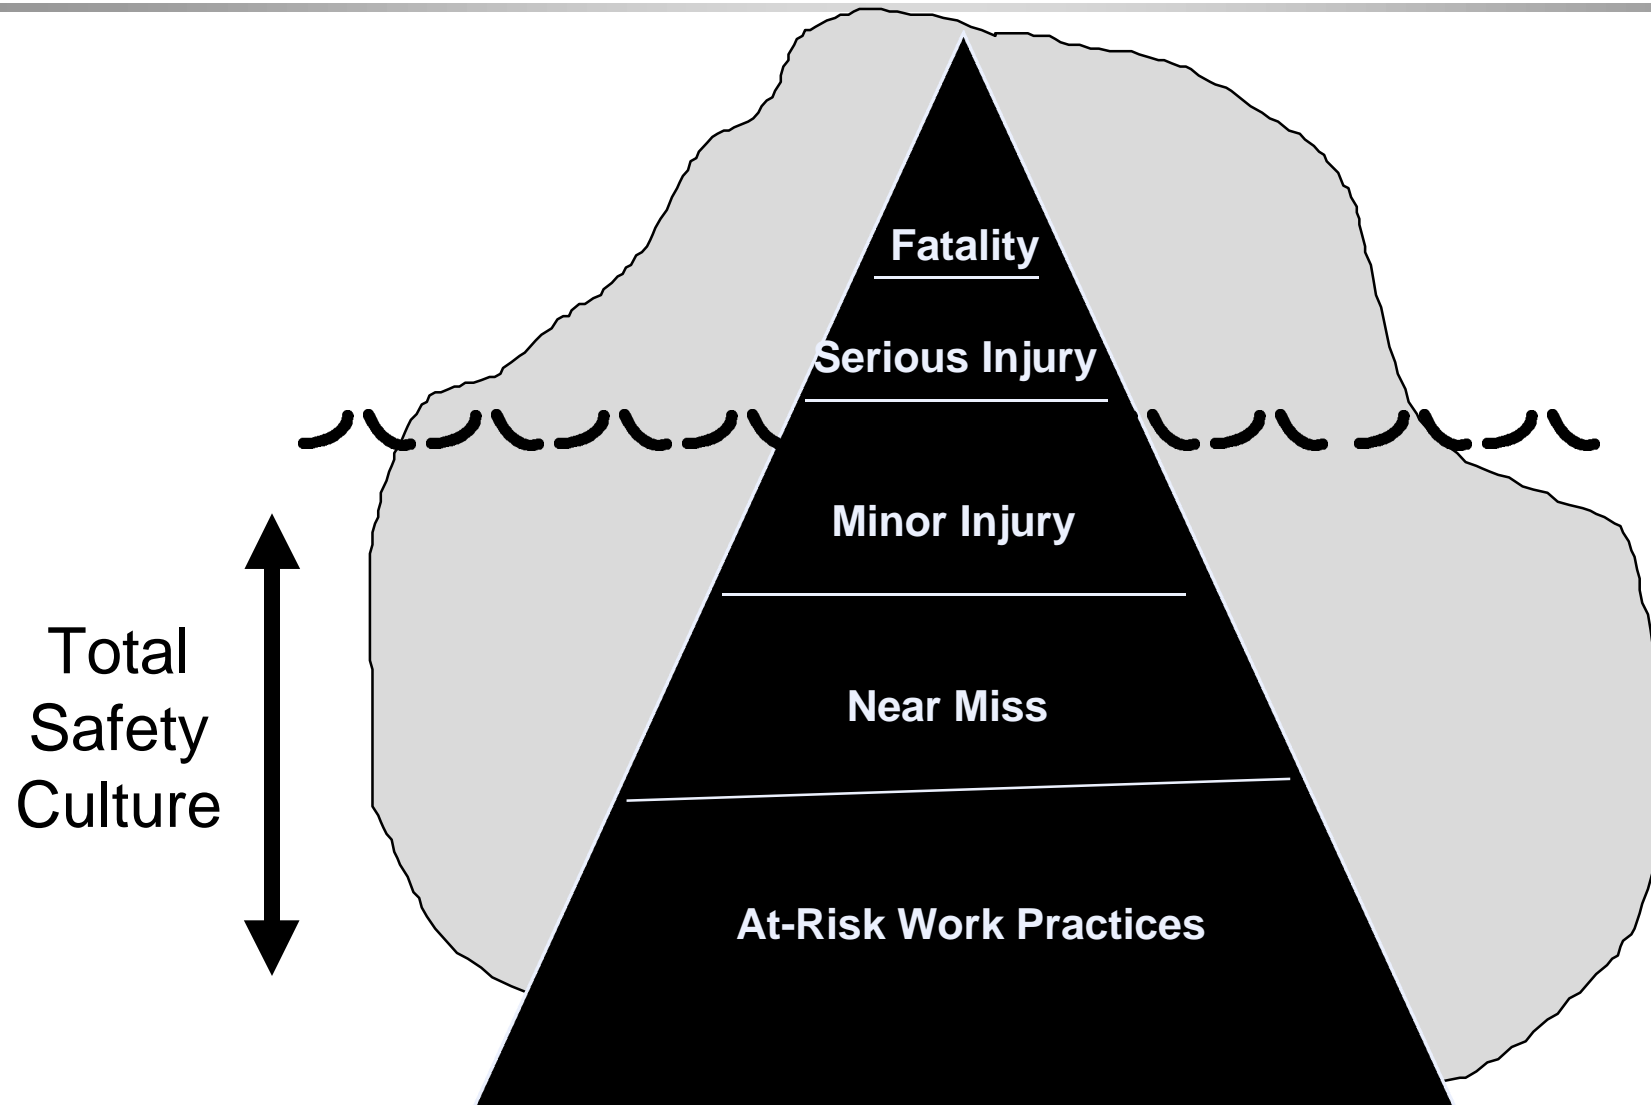 Fatality
Serious Injury
Minor Injury
Total
Safety
Culture
Near Miss
At-Risk Work Practices